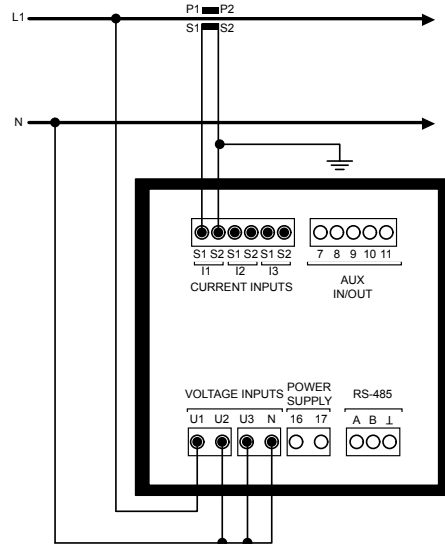 P1 P2
L1
S1 S2
N
S1 S2 S1 S2 S1 S2
I1 I2 I3
CURRENT INPUTS
7 8 9 10 11
AUX
IN/OUT
VOLTAGE INPUTS
U1 U2 U3 N
POWER
SUPPLY
16 17
RS-485
A B ⊥